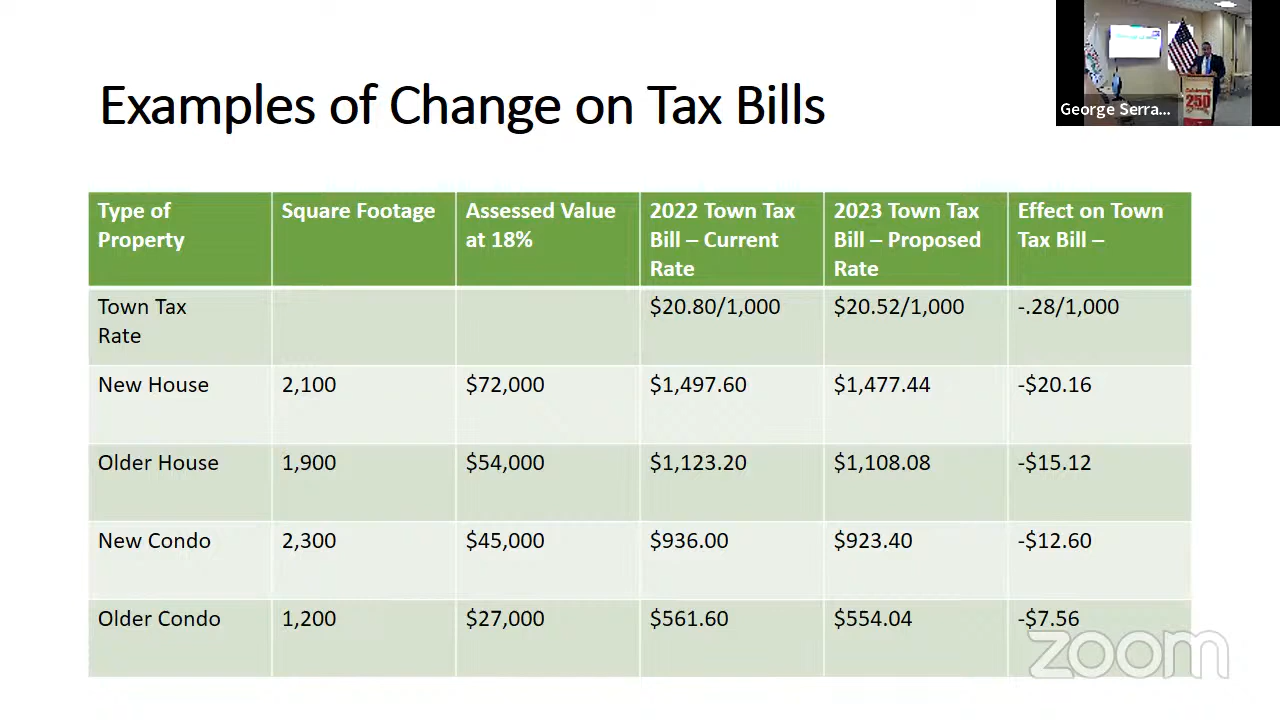 Examples of Change on Tax Bills
George Serra...
250
Type of Property
Square Footage
Assessed Value at 18%
2022 Town Tax Bill – Current Rate
2023 Town Tax Bill – Proposed Rate
Effect on Town Tax Bill –
Town Tax Rate
$20.80/1,000
$20.52/1,000
-.28/1,000
New House
2,100
$72,000
$1,497.60
$1,477.44
-$20.16
Older House
1,900
$54,000
$1,123.20
$1,108.08
-$15.12
New Condo
2,300
$45,000
$936.00
$923.40
-$12.60
Older Condo
1,200
$27,000
$561.60
$554.04
-$7.56
zoom